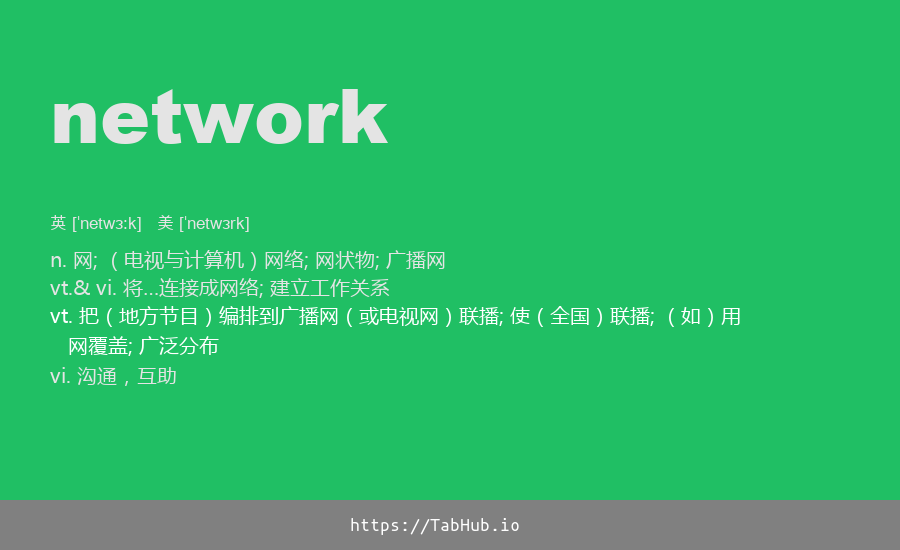 network
英 ['netwɜːk] 美 ['netwɜrk]
n. 网; （电视与计算机）网络; 网状物; 广播网
vt.& vi. 将…连接成网络; 建立工作关系
vt. 把（地方节目）编排到广播网（或电视网）联播; 使（全国）联播; （如）用
网覆盖; 广泛分布
vi. 沟通，互助
https://TabHub.io